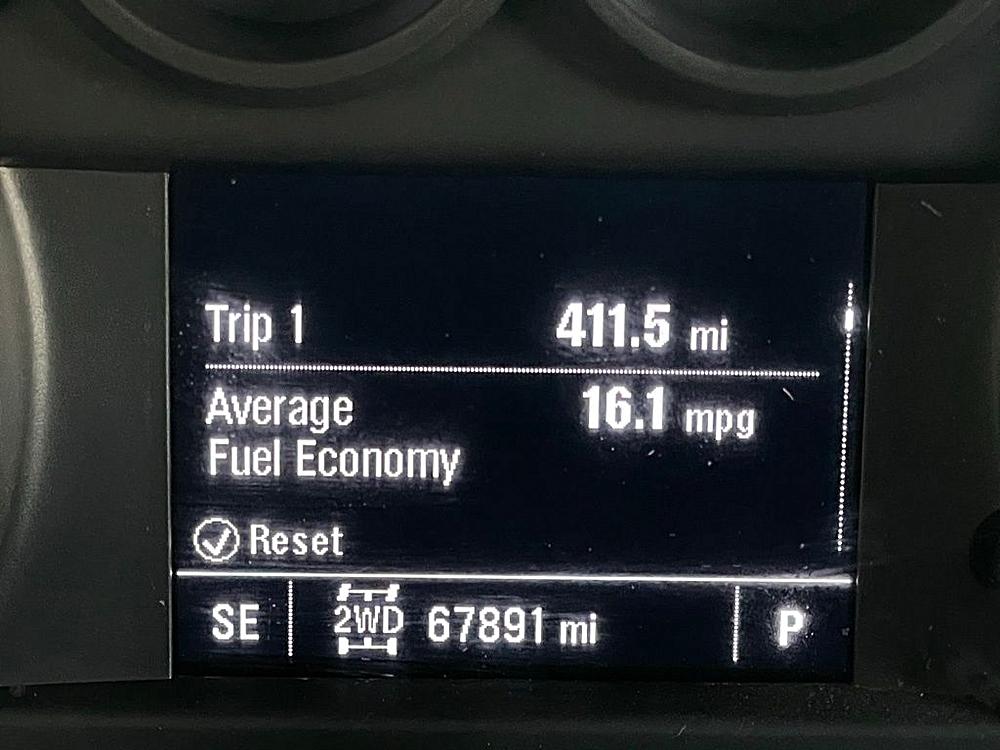 Trip 1 411.5 mi
Average 16.1 mpg
Fuel Economy
Reset
SE 2WD 67891 mi P